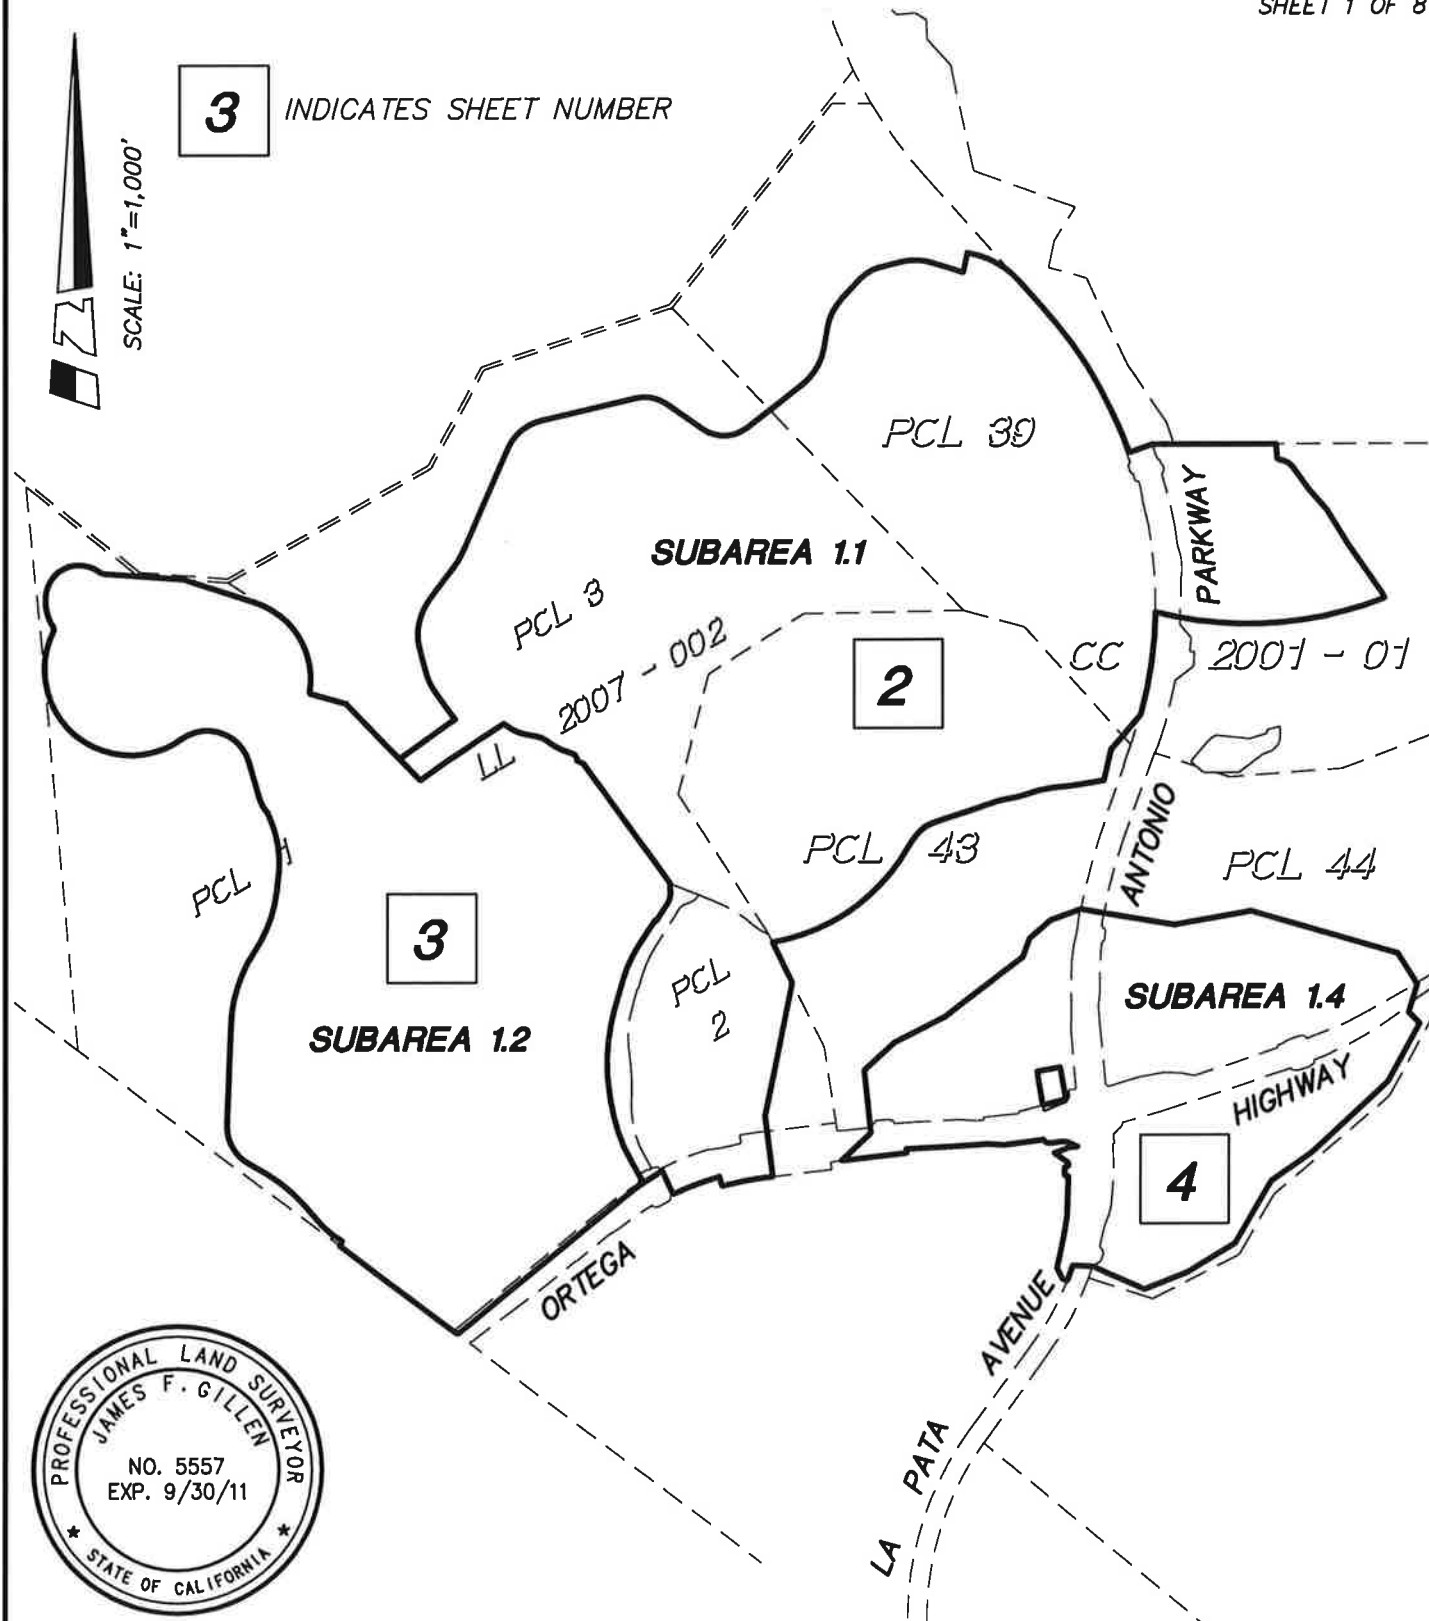 SHEET 1 OF 8
3 INDICATES SHEET NUMBER
SCALE: 1"=1,000'
PCL 39
PARKWAY
SUBAREA 1.1
PCL 3
LL 2007 - 002
CC 2001 - 01
2
ANTONIO
PCL 43
PCL 44
PCL 1
3
PCL
2
SUBAREA 1.2
SUBAREA 1.4
HIGHWAY
4
ORTEGA
LA PATA AVENUE
PROFESSIONAL LAND SURVEYOR
JAMES F. GILLEN
NO. 5557
EXP. 9/30/11
★ STATE OF CALIFORNIA ★